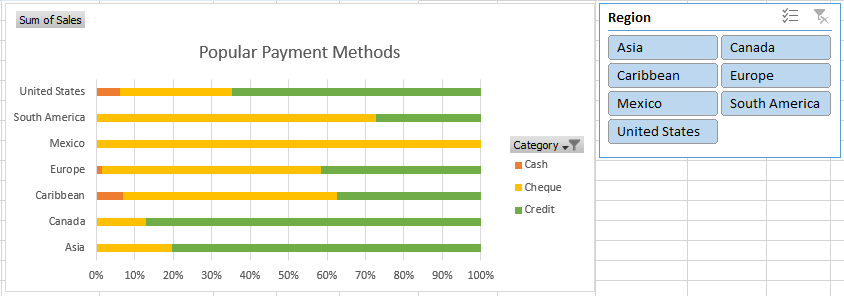 Sum of Sales
Popular Payment Methods
United States
South America
Mexico
Europe
Caribbean
Canada
Asia
0% 10% 20% 30% 40% 50% 60% 70% 80% 90% 100%
Category
Cash
Cheque
Credit
Region
Asia Canada
Caribbean Europe
Mexico South America
United States